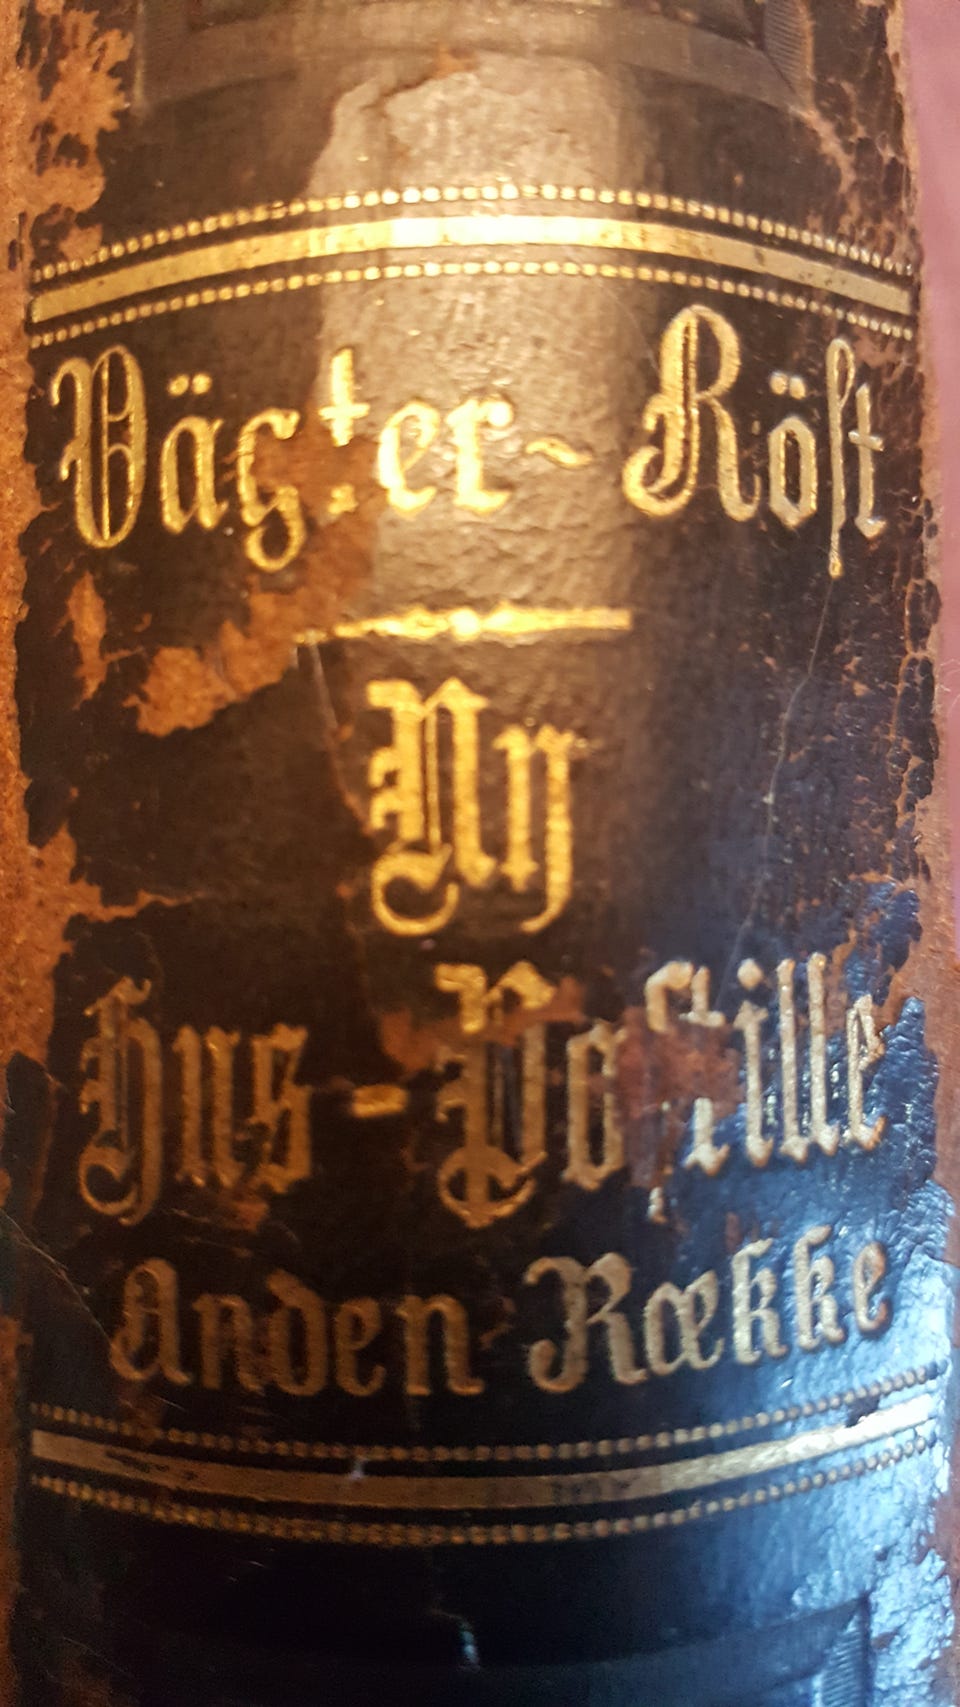 Vägter-Röst
Ny
Hus-Postille
Anden Række